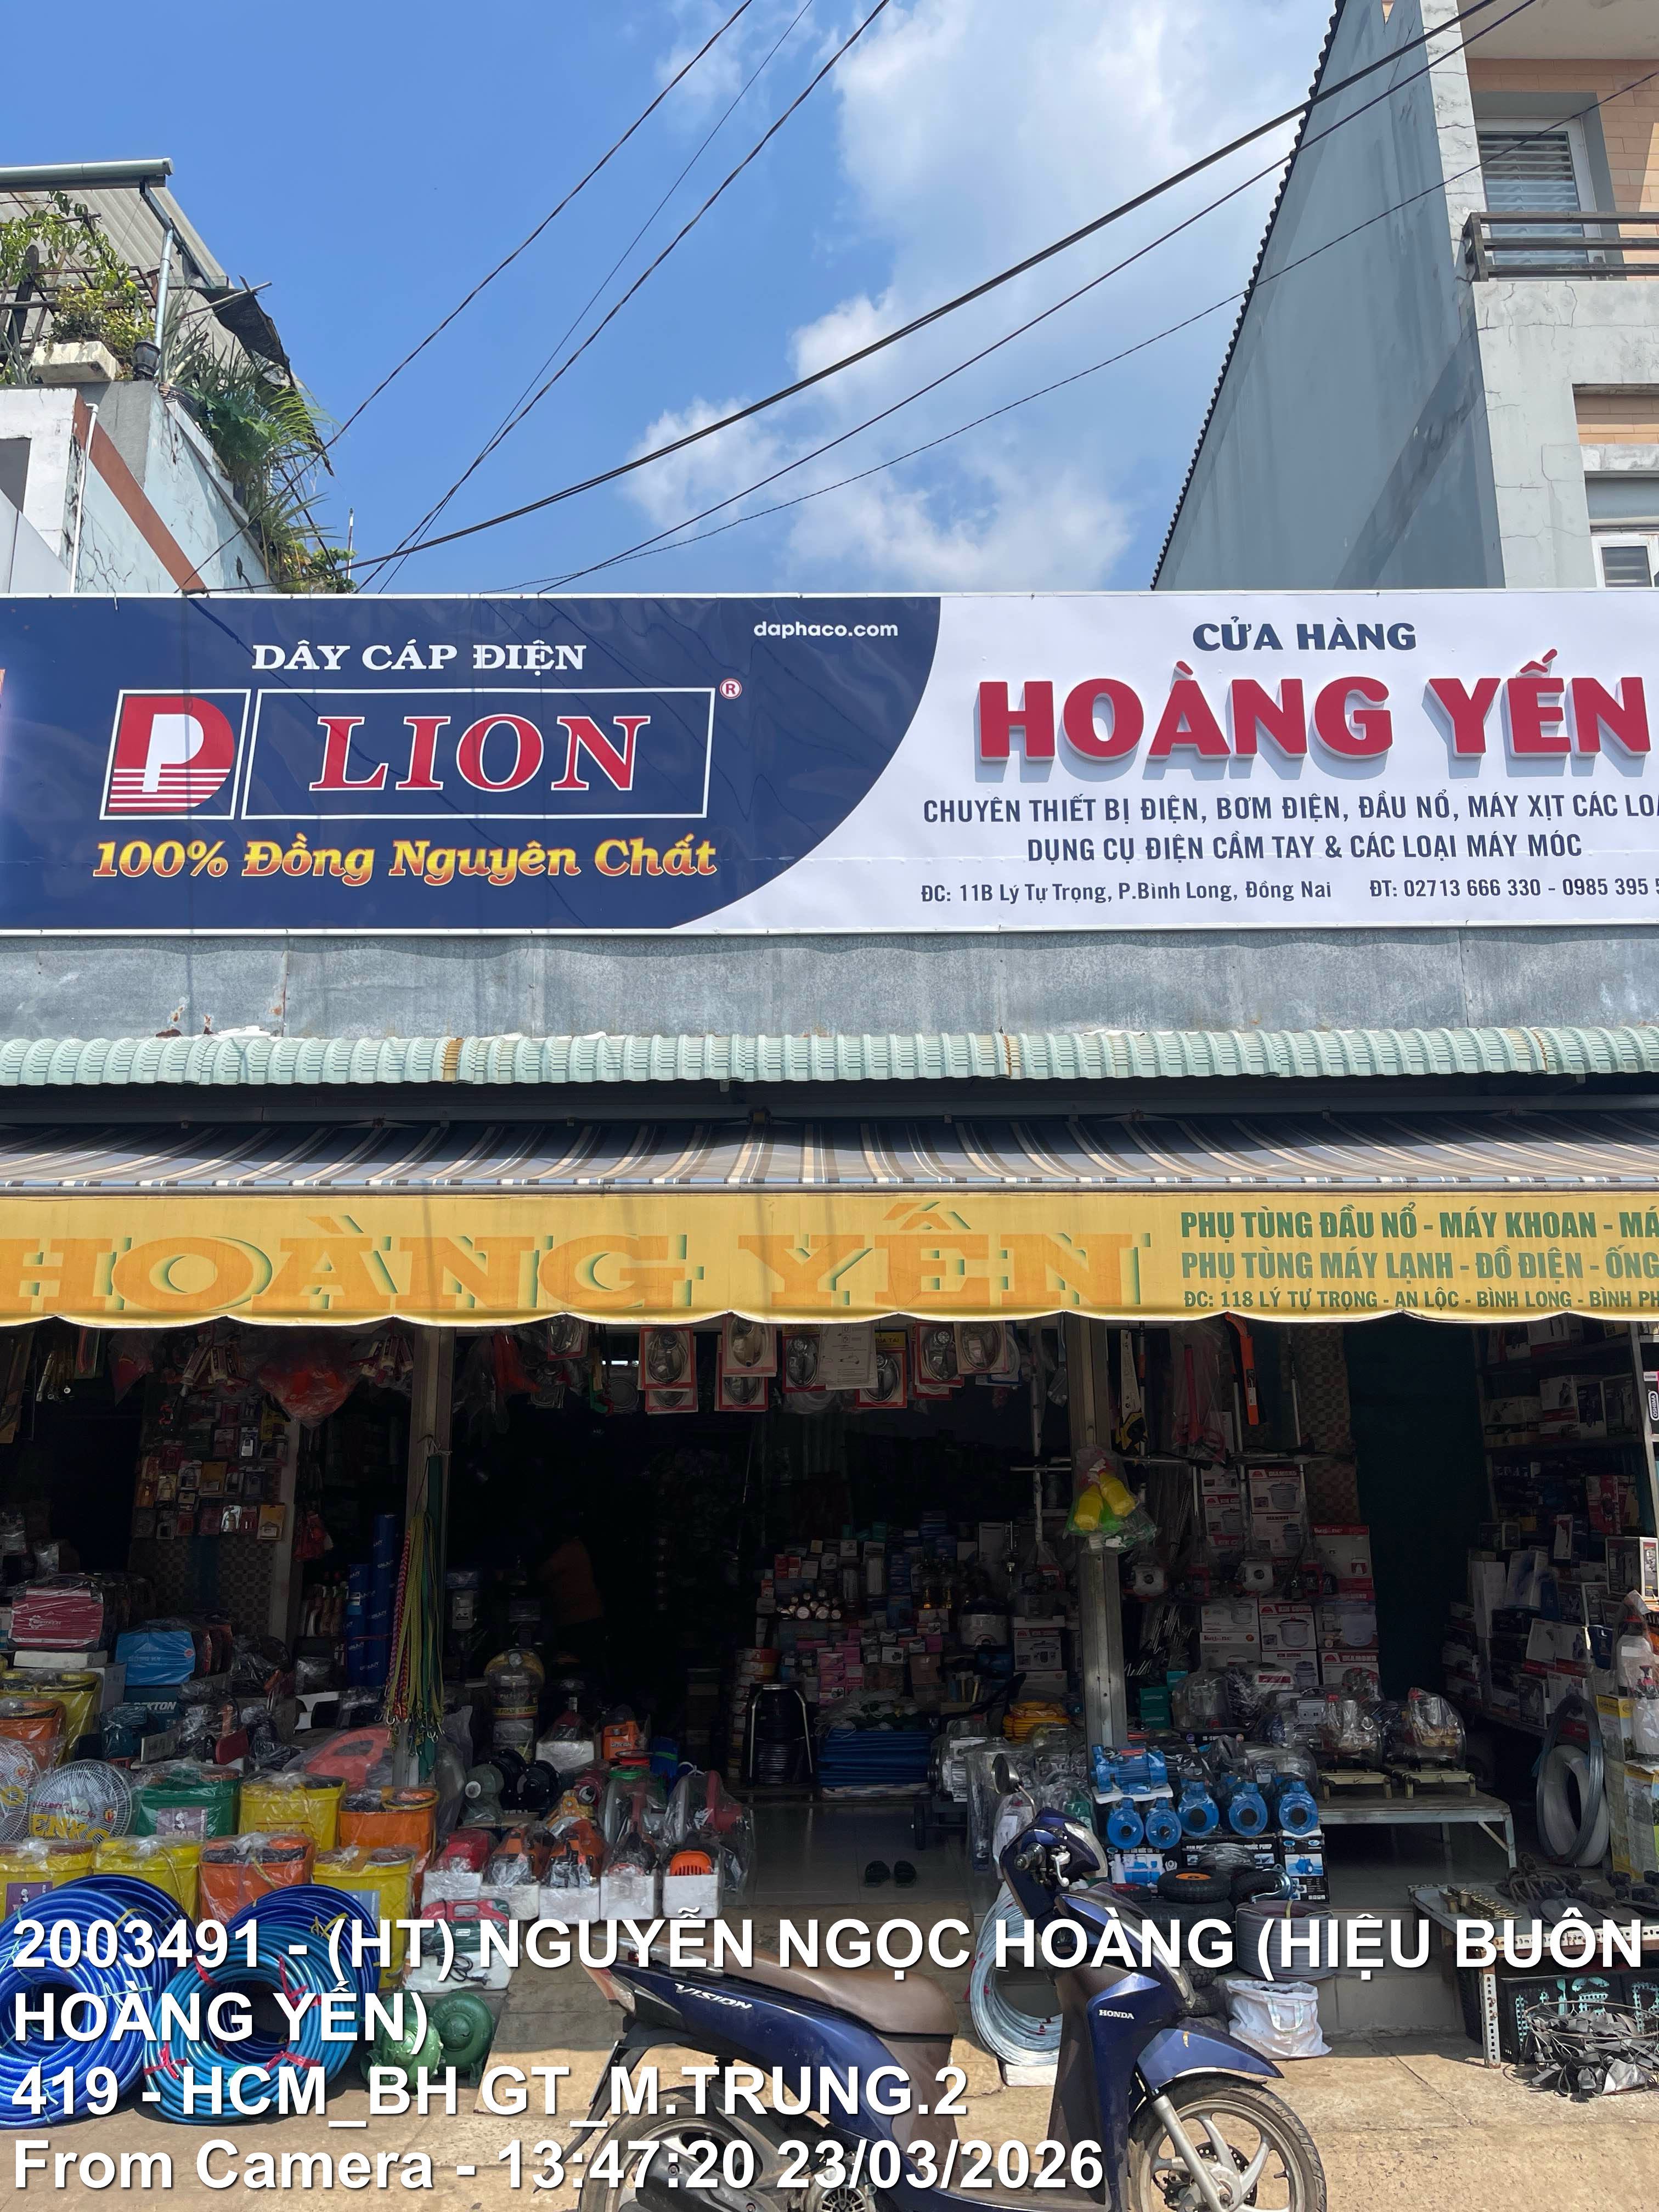 daphaco.com
DÂY CÁP ĐIỆN
LION
®
100% Đồng Nguyên Chất
CỬA HÀNG
HOÀNG YẾN
CHUYÊN THIẾT BỊ ĐIỆN, BƠM ĐIỆN, ĐẦU NỔ, MÁY XỊT CÁC
DỤNG CỤ ĐIỆN CẦM TAY & CÁC LOẠI MÁY MÓC
ĐC: 11B Lý Tự Trọng, P.Bình Long, Đồng Nai ĐT: 02713 666 330 - 0985 395
HOÀNG YẾN
PHỤ TÙNG ĐẦU NỔ - MÁY KHOAN -
PHỤ TÙNG MÁY LẠNH - ĐỒ ĐIỆN - ỐNG
ĐC: 118 LÝ TỰ TRỌNG - AN LỘC - BÌNH LONG - BÌNH
VISION
HONDA
2003491 - (HT) NGUYỄN NGỌC HOÀNG (HIỆU BUÔN
HOÀNG YẾN)
419 - HCM_BH GT_M.TRUNG.2
From Camera - 13:47:20 23/03/2026